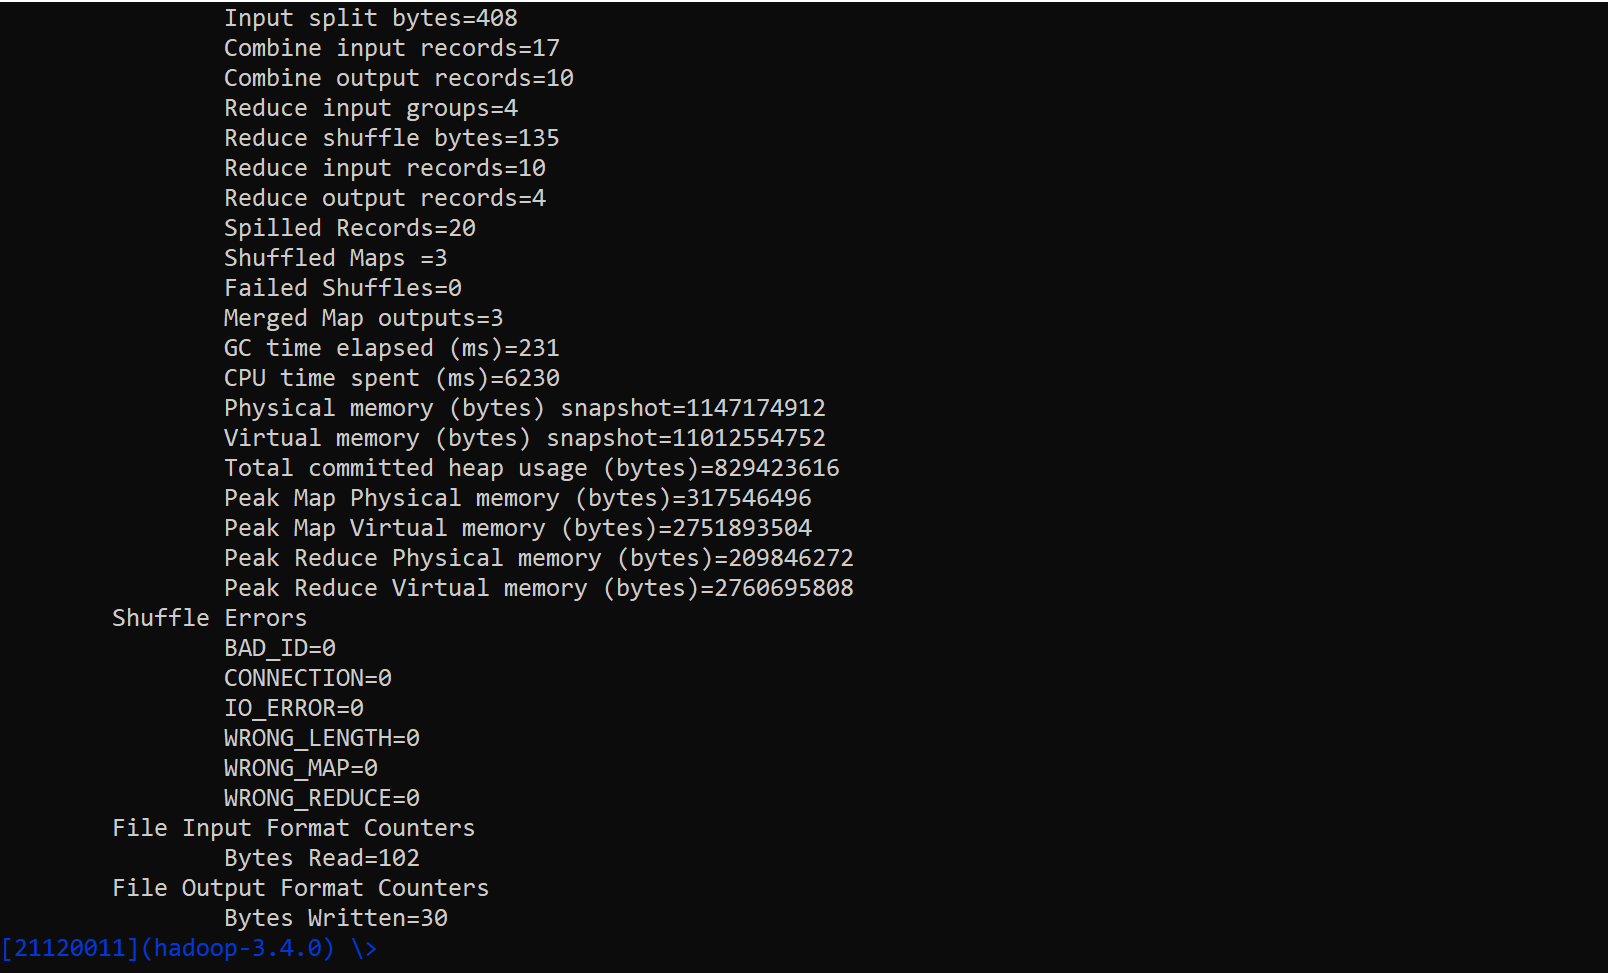 Input split bytes=408
Combine input records=17
Combine output records=10
Reduce input groups=4
Reduce shuffle bytes=135
Reduce input records=10
Reduce output records=4
Spilled Records=20
Shuffled Maps =3
Failed Shuffles=0
Merged Map outputs=3
GC time elapsed (ms)=231
CPU time spent (ms)=6230
Physical memory (bytes) snapshot=1147174912
Virtual memory (bytes) snapshot=11012554752
Total committed heap usage (bytes)=829423616
Peak Map Physical memory (bytes)=317546496
Peak Map Virtual memory (bytes)=2751893504
Peak Reduce Physical memory (bytes)=209846272
Peak Reduce Virtual memory (bytes)=2760695808
Shuffle Errors
BAD_ID=0
CONNECTION=0
IO_ERROR=0
WRONG_LENGTH=0
WRONG_MAP=0
WRONG_REDUCE=0
File Input Format Counters
Bytes Read=102
File Output Format Counters
Bytes Written=30
[21120011](hadoop-3.4.0) \>